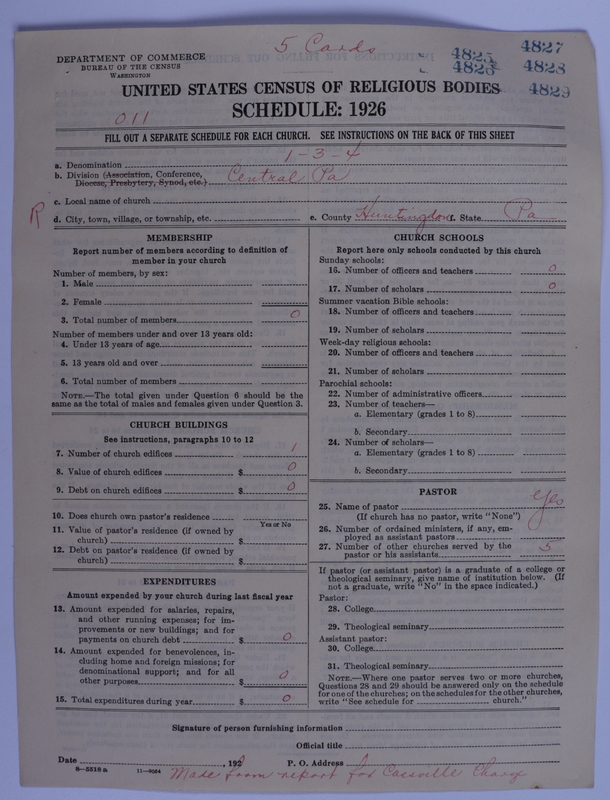 5 Cards
4825 4827
4826 4828
4829
DEPARTMENT OF COMMERCE
BUREAU OF THE CENSUS
WASHINGTON
UNITED STATES CENSUS OF RELIGIOUS BODIES
SCHEDULE: 1926
011
FILL OUT A SEPARATE SCHEDULE FOR EACH CHURCH. SEE INSTRUCTIONS ON THE BACK OF THIS SHEET
1-3-4
a. Denomination
b. Division (Association, Conference, Diocese, Presbytery, Synod, etc.) Central Pa
c. Local name of church
R
d. City, town, village, or township, etc. e. County Huntingdon f. State Pa
MEMBERSHIP
Report number of members according to definition of
member in your church
Number of members, by sex:
1. Male
2. Female
3. Total number of members 0
Number of members under and over 13 years old:
4. Under 13 years of age
5. 13 years old and over
6. Total number of members
NOTE.—The total given under Question 6 should be the
same as the total of males and females given under Question 3.
CHURCH BUILDINGS
See instructions, paragraphs 10 to 12
7. Number of church edifices 1
8. Value of church edifices $ 0
9. Debt on church edifices $ 0
10. Does church own pastor's residence
Yes or No
11. Value of pastor's residence (if owned by
church) $
12. Debt on pastor's residence (if owned by
church) $
EXPENDITURES
Amount expended by your church during last fiscal year
13. Amount expended for salaries, repairs,
and other running expenses; for im-
provements or new buildings; and for
payments on church debt $ 0
14. Amount expended for benevolences, in-
cluding home and foreign missions; for
denominational support; and for all
other purposes $ 0
15. Total expenditures during year $ 0
CHURCH SCHOOLS
Report here only schools conducted by this church
Sunday schools:
16. Number of officers and teachers 0
17. Number of scholars 0
Summer vacation Bible schools:
18. Number of officers and teachers
19. Number of scholars
Week-day religious schools:
20. Number of officers and teachers
21. Number of scholars
Parochial schools:
22. Number of administrative officers
23. Number of teachers—
a. Elementary (grades 1 to 8)
b. Secondary
24. Number of scholars—
a. Elementary (grades 1 to 8)
b. Secondary
PASTOR
25. Name of pastor yes
(If church has no pastor, write "None")
26. Number of ordained ministers, if any, em-
ployed as assistant pastors
27. Number of other churches served by the
pastor or his assistants 5
If pastor (or assistant pastor) is a graduate of a college or
theological seminary, give name of institution below. (If
not a graduate, write "No" in the space indicated.)
Pastor:
28. College
29. Theological seminary
Assistant pastor:
30. College
31. Theological seminary
NOTE.—Where one pastor serves two or more churches,
Questions 28 and 29 should be answered only on the schedule
for one of the churches; on the schedules for the other churches,
write "See schedule for church."
Signature of person furnishing information
Official title
Date , 192 P. O. Address
8—5518 a 11—9084 Made from report for Cassville Charg